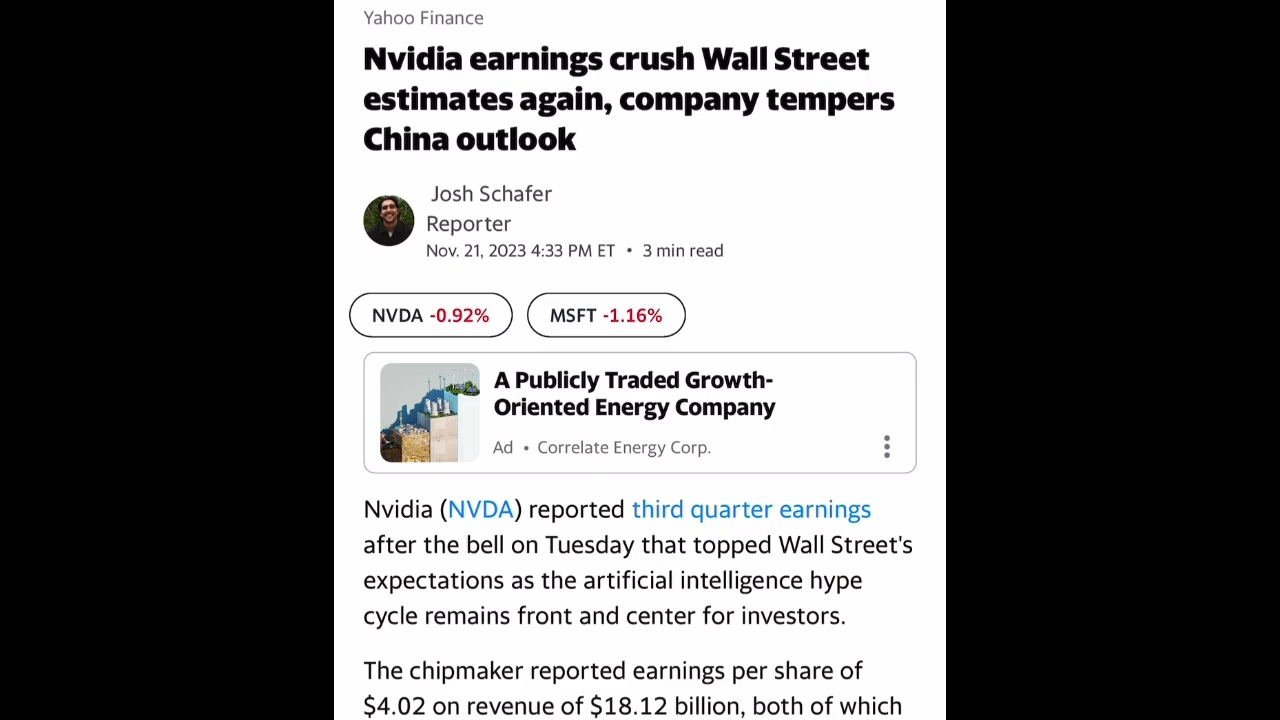 Yahoo Finance
Nvidia earnings crush Wall Street
estimates again, company tempers
China outlook
Josh Schafer
Reporter
Nov. 21, 2023 4:33 PM ET • 3 min read
NVDA -0.92% MSFT -1.16%
A Publicly Traded Growth-
Oriented Energy Company
Ad • Correlate Energy Corp.
Nvidia (NVDA) reported third quarter earnings
after the bell on Tuesday that topped Wall Street's
expectations as the artificial intelligence hype
cycle remains front and center for investors.
The chipmaker reported earnings per share of
$4.02 on revenue of $18.12 billion, both of which